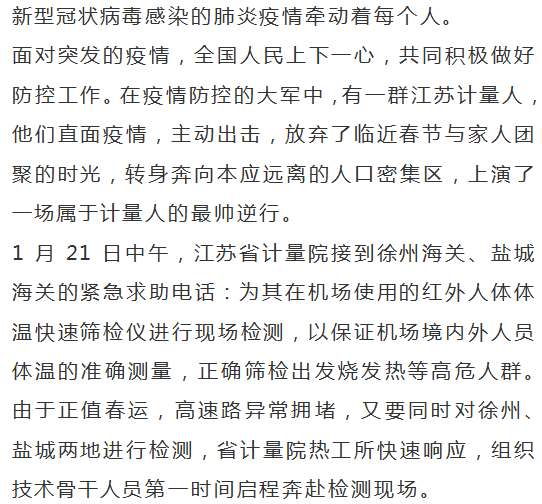 新型冠状病毒感染的肺炎疫情牵动着每个人。
面对突发的疫情，全国人民上下一心，共同积极做好
防控工作。在疫情防控的大军中，有一群江苏计量人，
他们直面疫情，主动出击，放弃了临近春节与家人团
聚的时光，转身奔向本应远离的人口密集区，上演了
一场属于计量人的最帅逆行。
1 月 21 日中午，江苏省计量院接到徐州海关、盐城
海关的紧急求助电话：为其在机场使用的红外人体体
温快速筛检仪进行现场检测，以保证机场境内外人员
体温的准确测量，正确筛检出发烧发热等高危人群。
由于正值春运，高速路异常拥堵，又要同时对徐州、
盐城两地进行检测，省计量院热工所快速响应，组织
技术骨干人员第一时间启程奔赴检测现场。